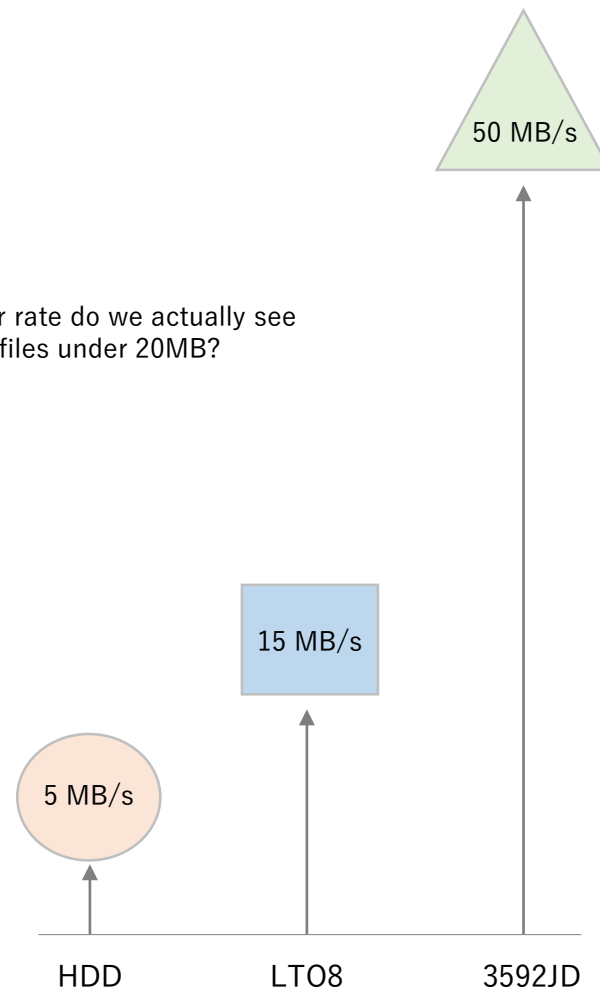 50 MB/s
r rate do we actually see
files under 20MB?
15 MB/s
5 MB/s
HDD
LTO8
3592JD